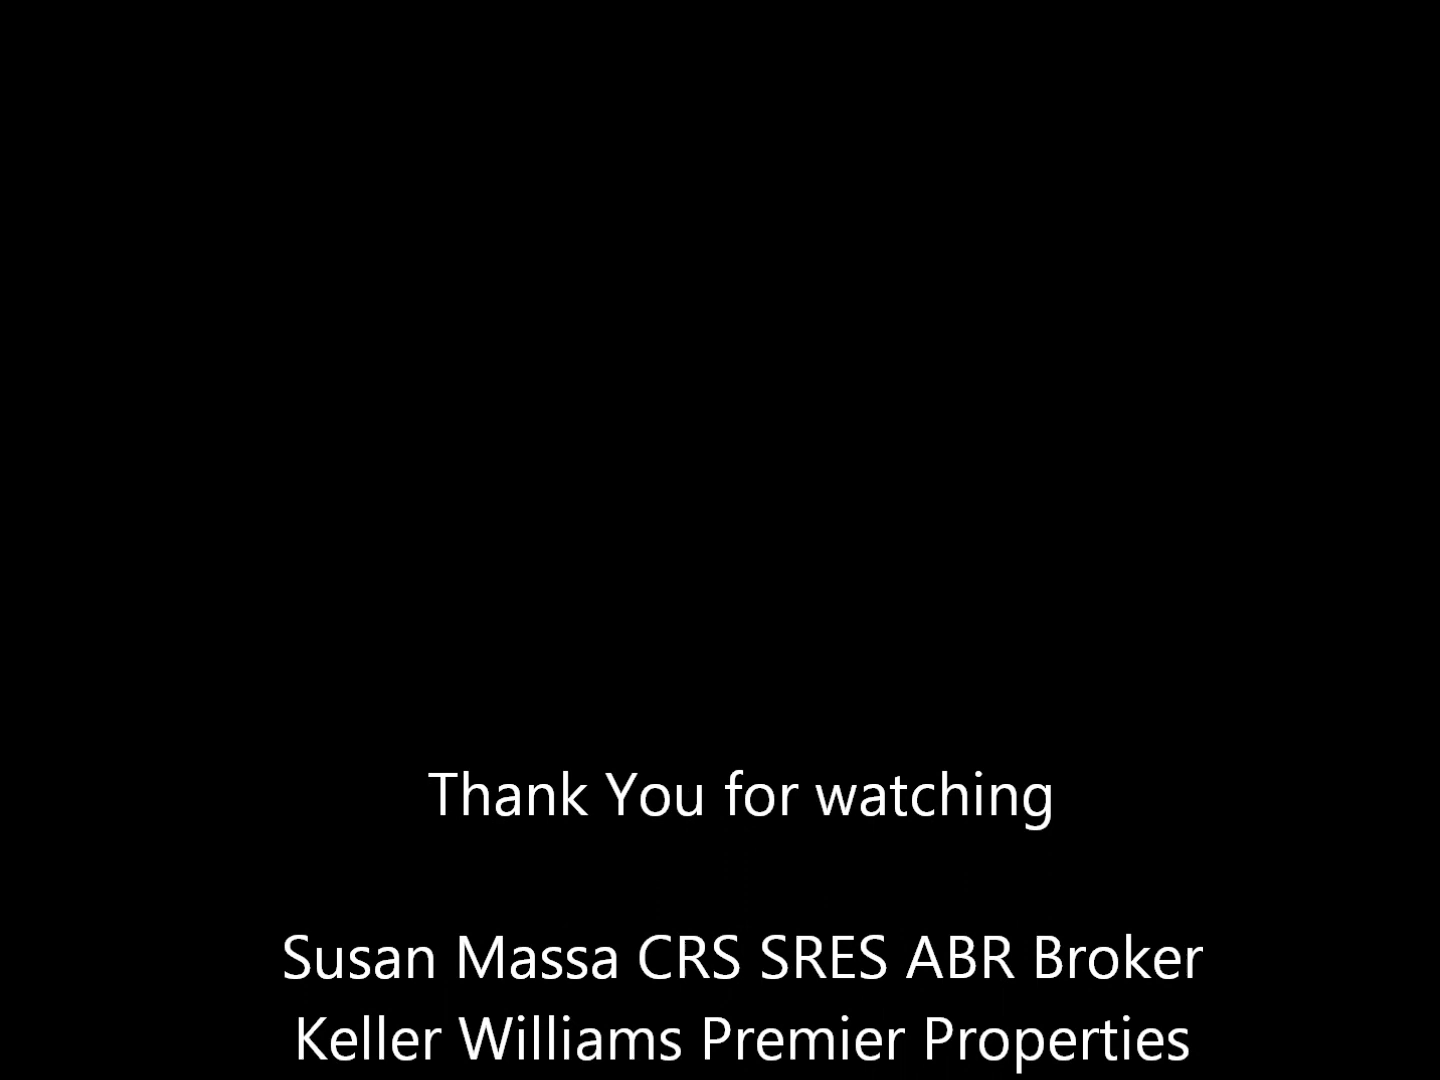 Thank You for watching
Susan Massa CRS SRES ABR Broker
Keller Williams Premier Properties